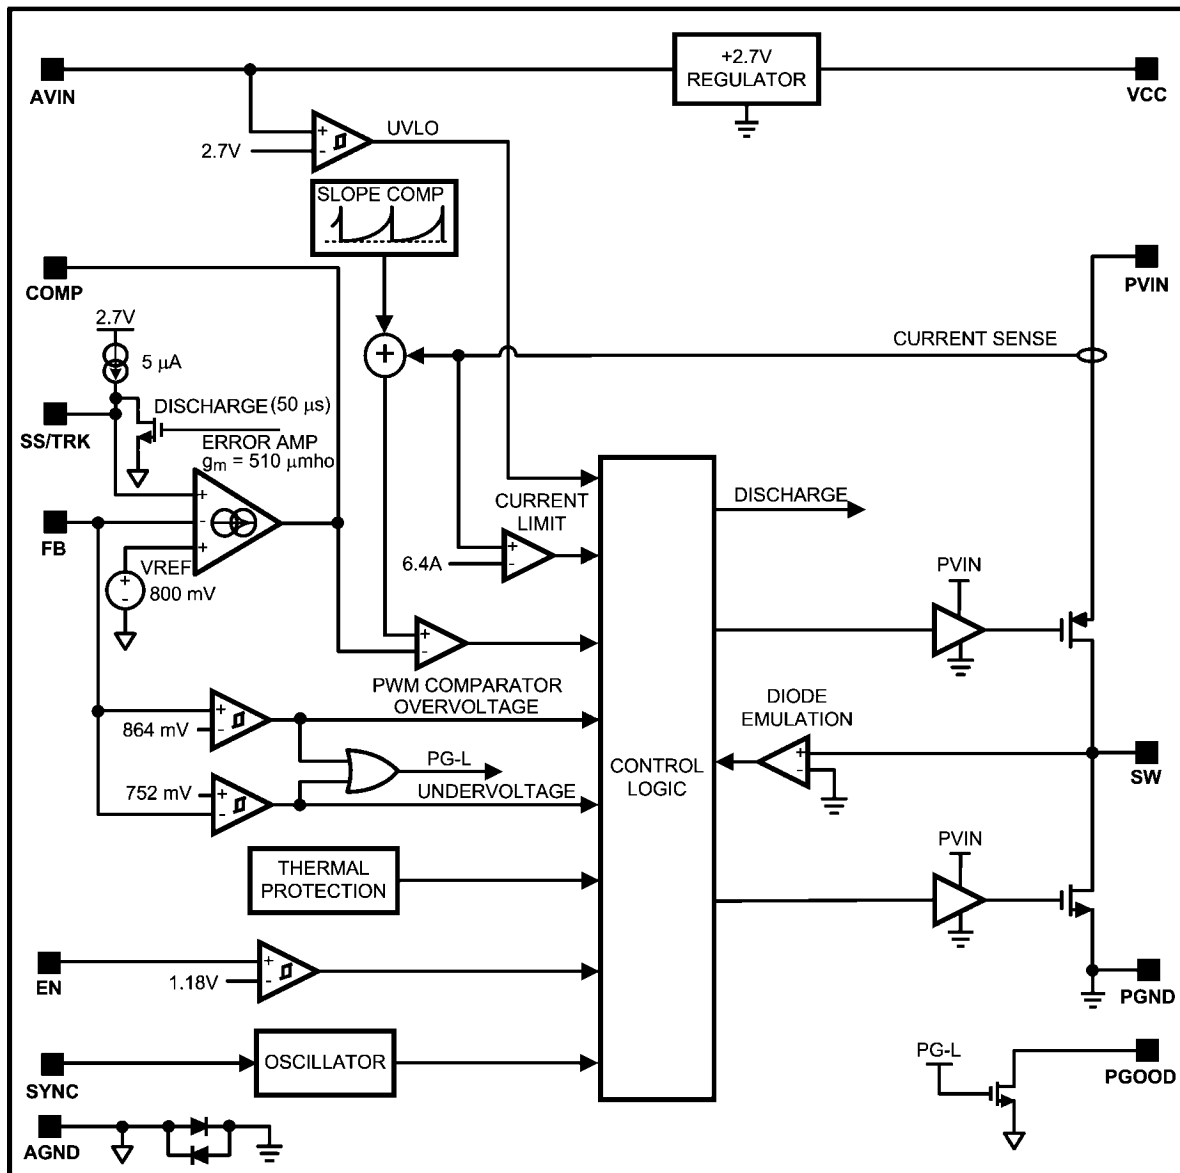 +2.7V
REGULATOR
AVIN
VCC
UVLO
+
-
2.7V
SLOPE COMP
COMP
PVIN
2.7V
CURRENT SENSE
+
5 µA
DISCHARGE (50 µs)
SS/TRK
ERROR AMP
gm = 510 µmho
CURRENT
LIMIT
DISCHARGE
+
-
+
FB
VREF
800 mV
+
-
6.4A
+
-
PVIN
+
-
PWM COMPARATOR
OVERVOLTAGE
DIODE
EMULATION
864 mV
+
-
PG-L
CONTROL
LOGIC
+
-
SW
752 mV
+
-
UNDERVOLTAGE
PVIN
THERMAL
PROTECTION
EN
1.18V
+
-
PGND
SYNC
OSCILLATOR
PG-L
PGOOD
AGND